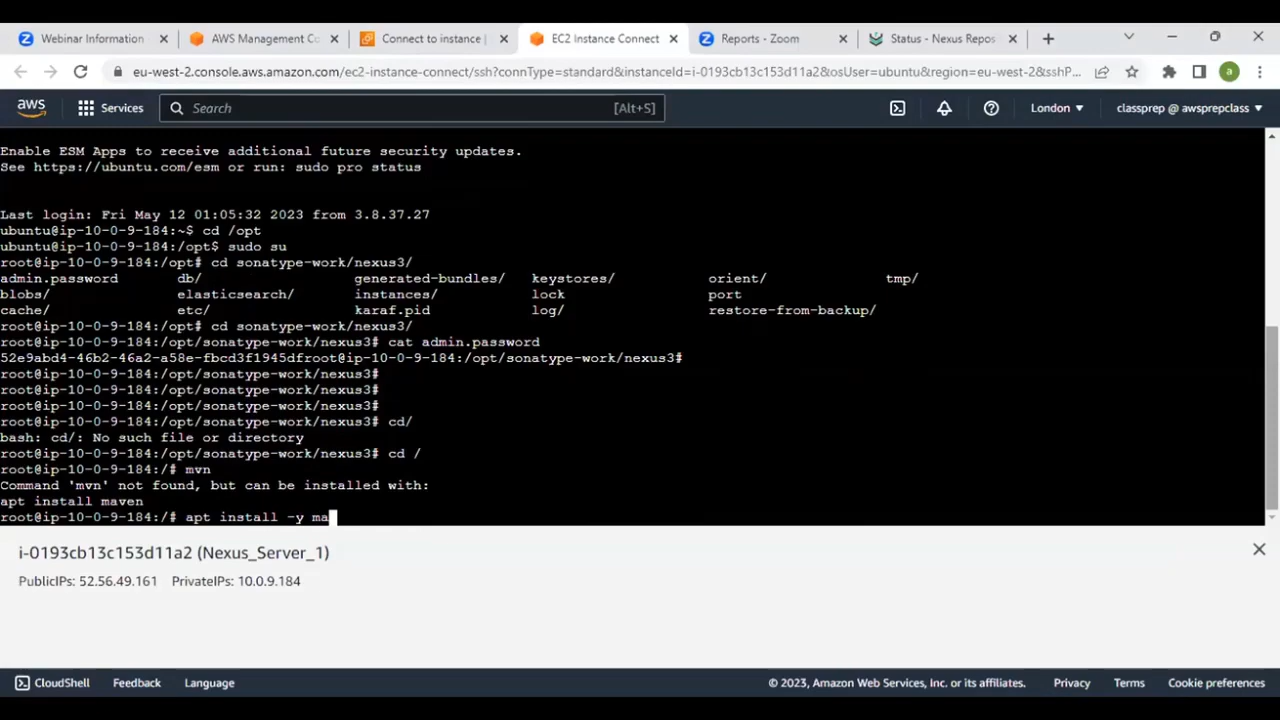 Webinar Information
AWS Management Co
Connect to instance |
EC2 Instance Connect
Reports - Zoom
Status - Nexus Repos
eu-west-2.console.aws.amazon.com/ec2-instance-connect/ssh?connType=standard&instanceId=i-0193cb13c153d11a2&osUser=ubuntu&region=eu-west-2&sshP...
a
aws
Services
Search
[Alt+S]
London
classprep @ awsprepclass
Enable ESM Apps to receive additional future security updates.
See https://ubuntu.com/esm or run: sudo pro status
Last login: Fri May 12 01:05:32 2023 from 3.8.37.27
ubuntu@ip-10-0-9-184:~$ cd /opt
ubuntu@ip-10-0-9-184:/opt$ sudo su
root@ip-10-0-9-184:/opt# cd sonatype-work/nexus3/
admin.password db/ generated-bundles/ keystores/ orient/ tmp/
blobs/ elasticsearch/ instances/ lock port
cache/ etc/ karaf.pid log/ restore-from-backup/
root@ip-10-0-9-184:/opt# cd sonatype-work/nexus3/
root@ip-10-0-9-184:/opt/sonatype-work/nexus3# cat admin.password
52e9abd4-46b2-46a2-a58e-fbcd3f1945dfroot@ip-10-0-9-184:/opt/sonatype-work/nexus3#
root@ip-10-0-9-184:/opt/sonatype-work/nexus3#
root@ip-10-0-9-184:/opt/sonatype-work/nexus3#
root@ip-10-0-9-184:/opt/sonatype-work/nexus3#
root@ip-10-0-9-184:/opt/sonatype-work/nexus3# cd/
bash: cd/: No such file or directory
root@ip-10-0-9-184:/opt/sonatype-work/nexus3# cd /
root@ip-10-0-9-184:/# mvn
Command 'mvn' not found, but can be installed with:
apt install maven
root@ip-10-0-9-184:/# apt install -y ma
i-0193cb13c153d11a2 (Nexus_Server_1)
PublicIPs: 52.56.49.161 PrivateIPs: 10.0.9.184
CloudShell
Feedback
Language
© 2023, Amazon Web Services, Inc. or its affiliates.
Privacy
Terms
Cookie preferences